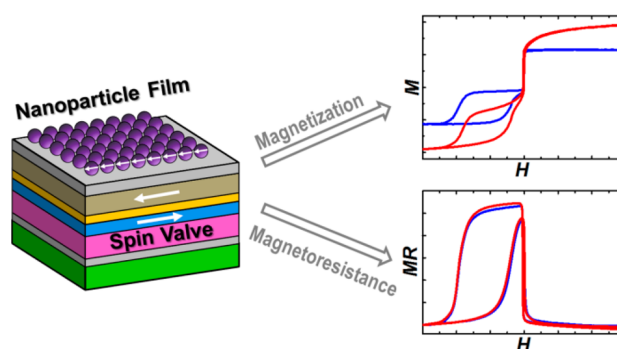 Nanoparticle Film
Spin Valve
Magnetization
Magnetoresistance
M
H
MR
H